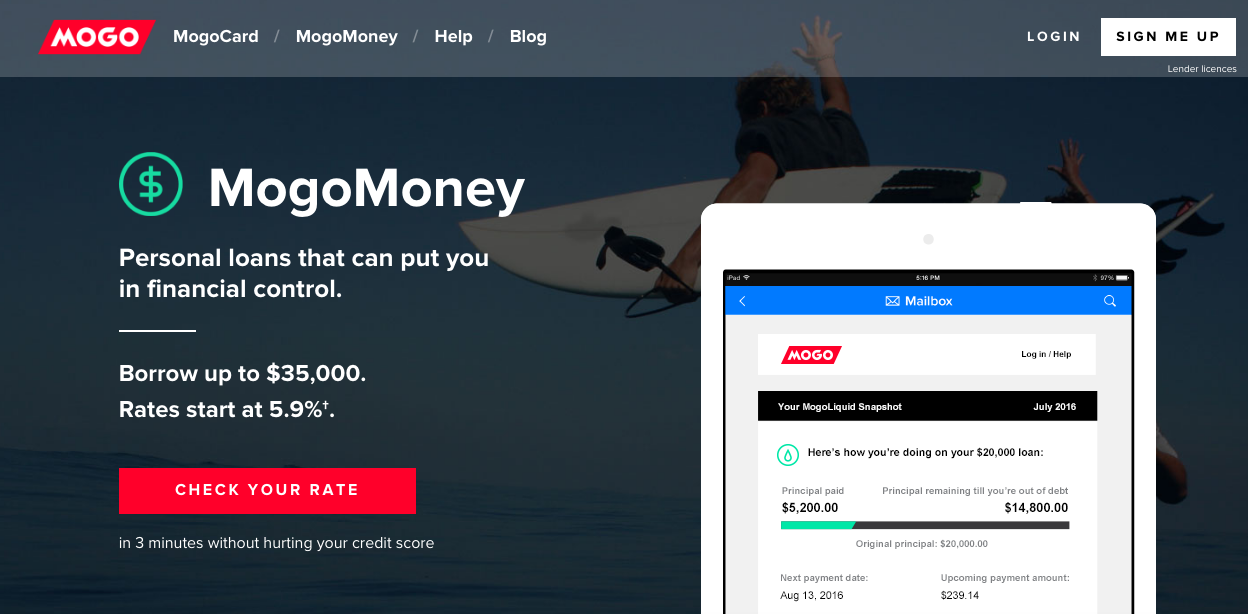 MOGO MogoCard / MogoMoney / Help / Blog LOGIN SIGN ME UP
Lender licences
$ MogoMoney
Personal loans that can put you
in financial control.
Borrow up to $35,000.
Rates start at 5.9%†.
CHECK YOUR RATE
in 3 minutes without hurting your credit score
iPad 5:16 PM 97%
Mailbox
MOGO Log in / Help
Your MogoLiquid Snapshot July 2016
Here's how you're doing on your $20,000 loan:
Principal paid Principal remaining till you're out of debt
$5,200.00 $14,800.00
Original principal: $20,000.00
Next payment date: Upcoming payment amount:
Aug 13, 2016 $239.14